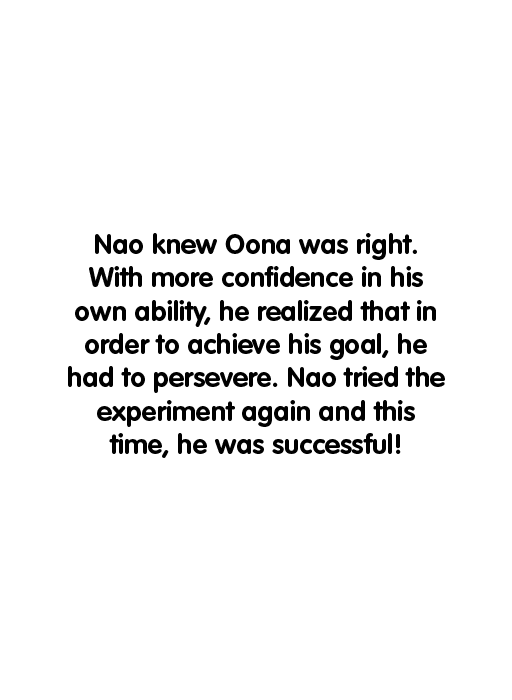 Nao knew Oona was right.
With more confidence in his
own ability, he realized that in
order to achieve his goal, he
had to persevere. Nao tried the
experiment again and this
time, he was successful!